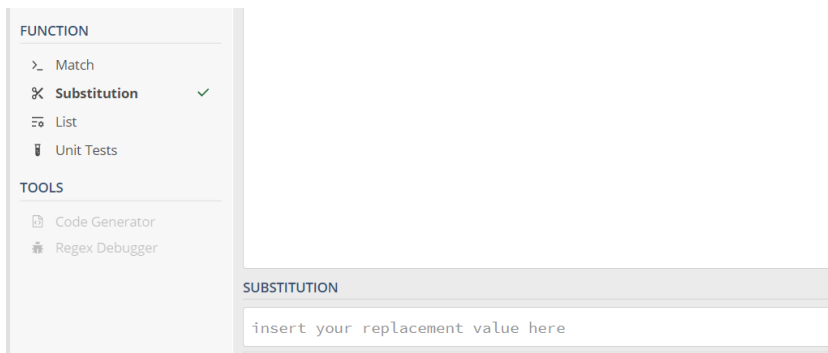 FUNCTION
Match
Substitution
List
Unit Tests
TOOLS
Code Generator
Regex Debugger
SUBSTITUTION
insert your replacement value here